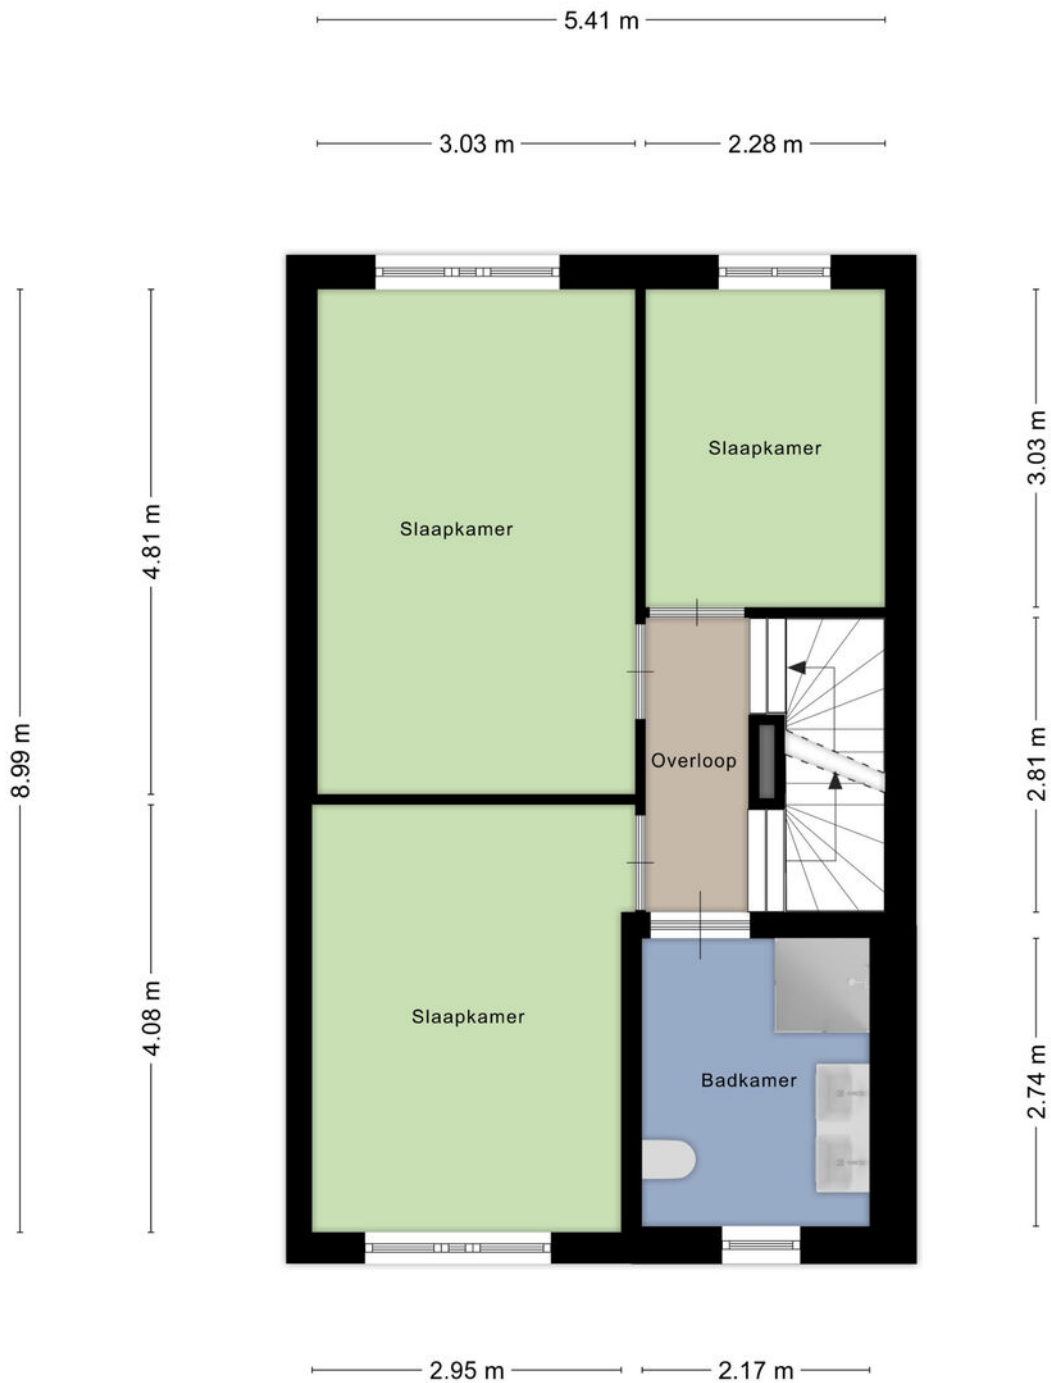 5.41 m
3.03 m
2.28 m
Slaapkamer
Slaapkamer
3.03 m
4.81 m
8.99 m
Overloop
2.81 m
Slaapkamer
4.08 m
Badkamer
2.74 m
2.95 m
2.17 m